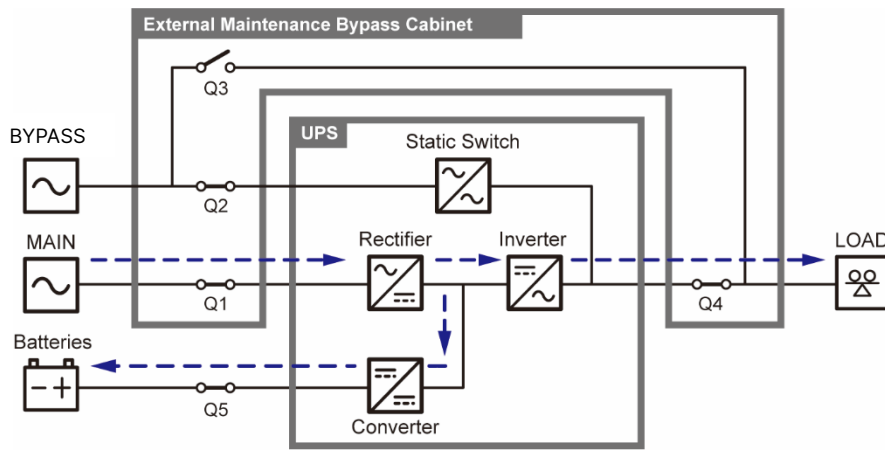 External Maintenance Bypass Cabinet
Q3
UPS
BYPASS
Static Switch
Q2
MAIN
Rectifier
Inverter
LOAD
Q1
Q4
Batteries
Q5
Converter